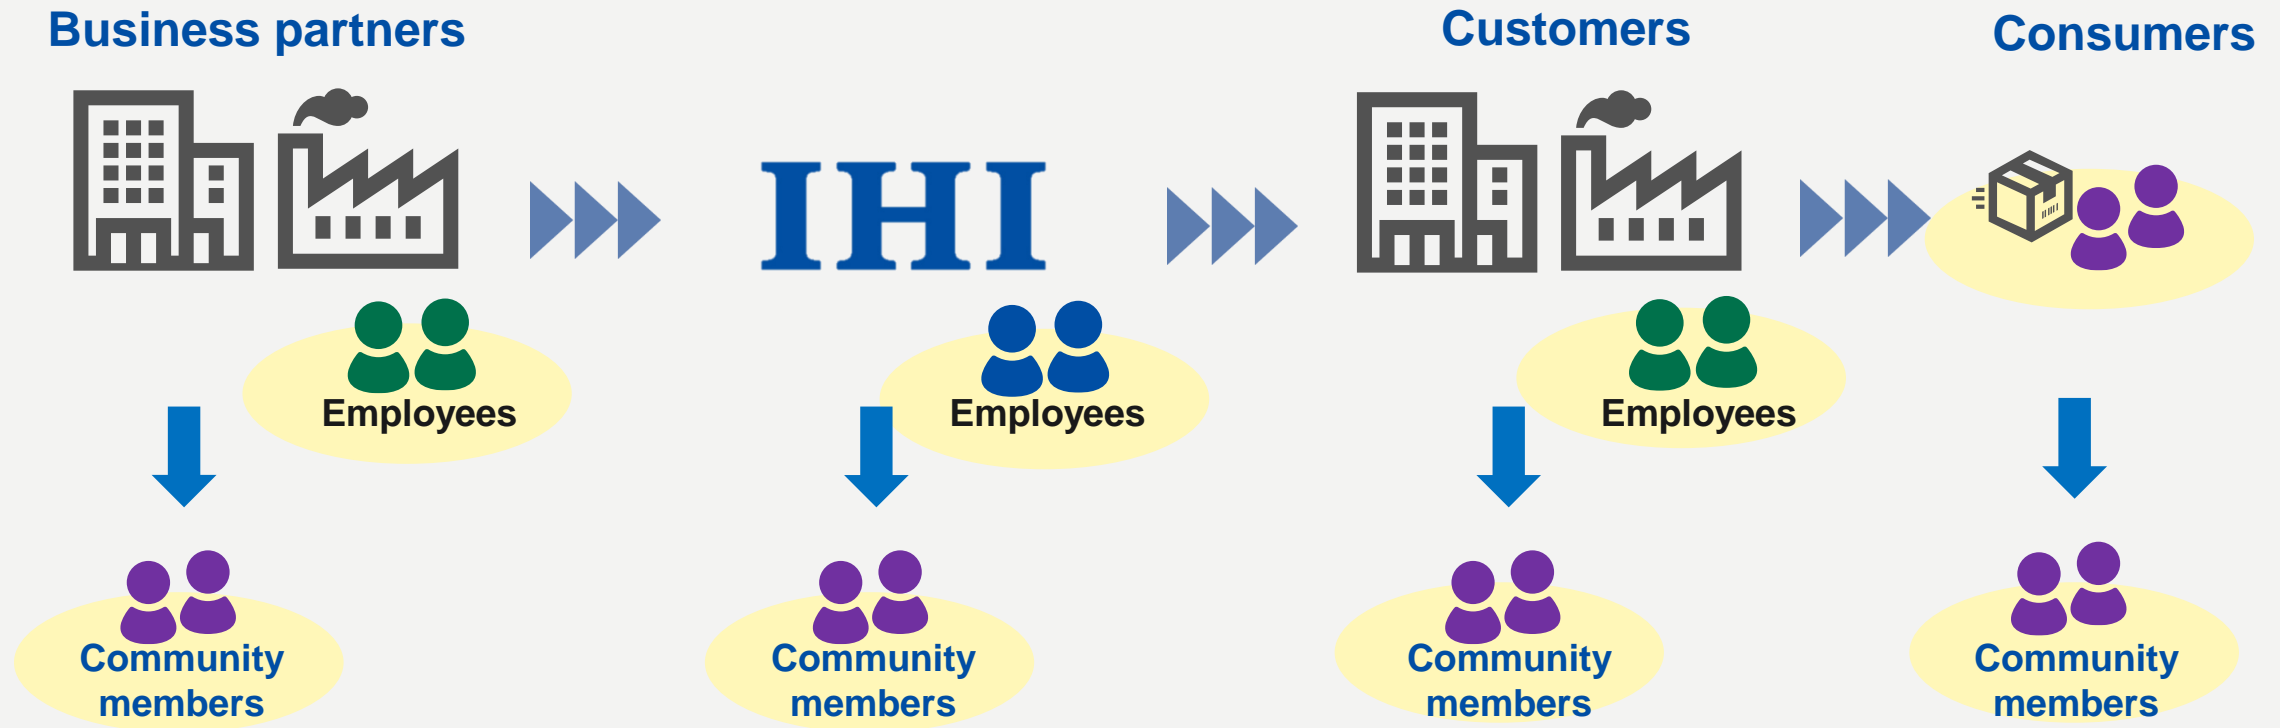 Business partners
Customers
Consumers
IHI
Employees
Employees
Employees
Community
members
Community
members
Community
members
Community
members